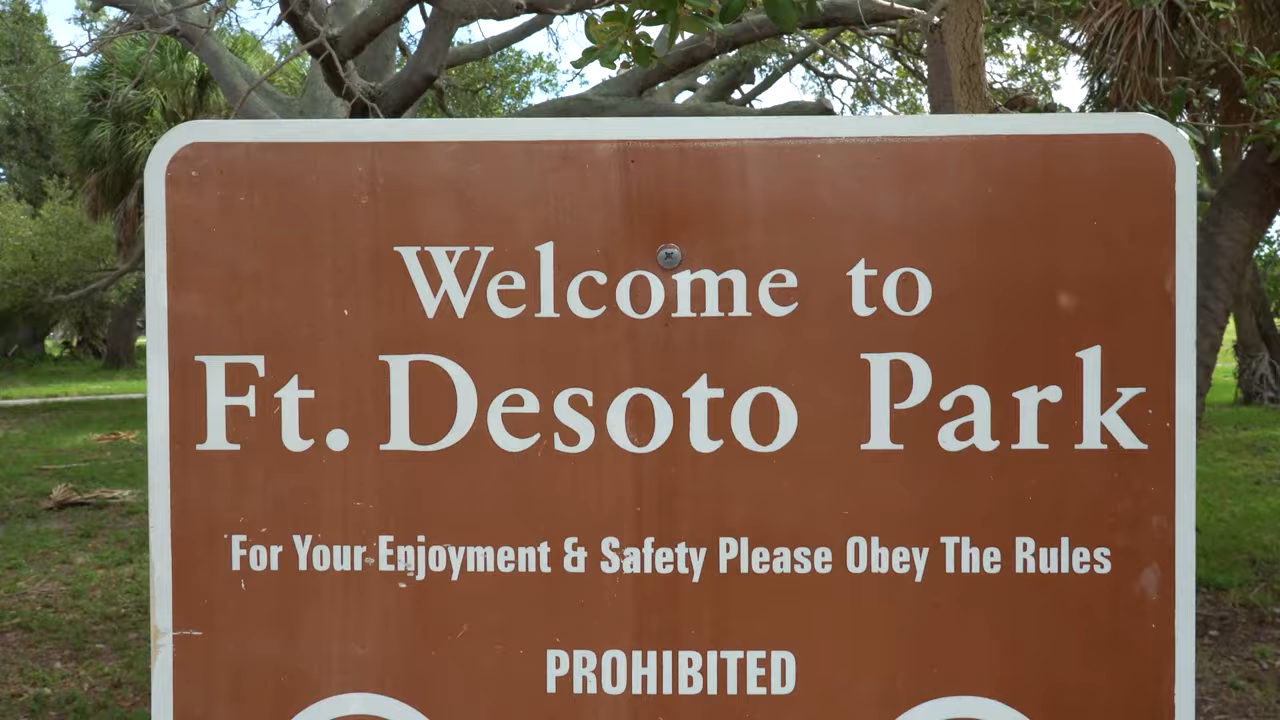 Welcome to
Ft. Desoto Park
For Your Enjoyment & Safety Please Obey The Rules
PROHIBITED